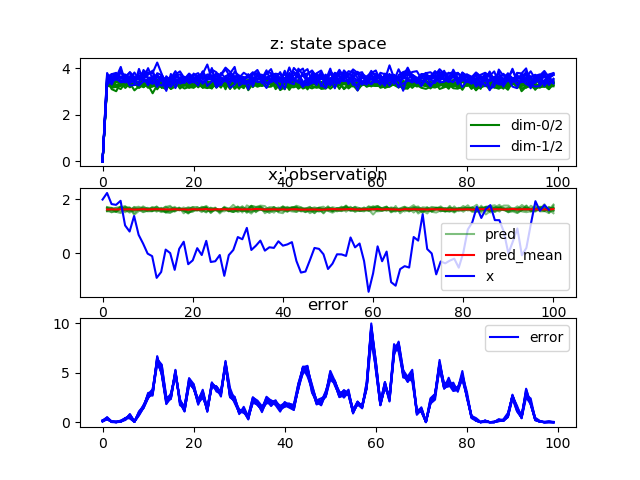 z: state space
4
2
0
dim-0/2
dim-1/2
0 20 40 60 80 100
x: observation
2
0
pred
pred_mean
x
0 20 40 60 80 100
error
10
5
0
error
0 20 40 60 80 100